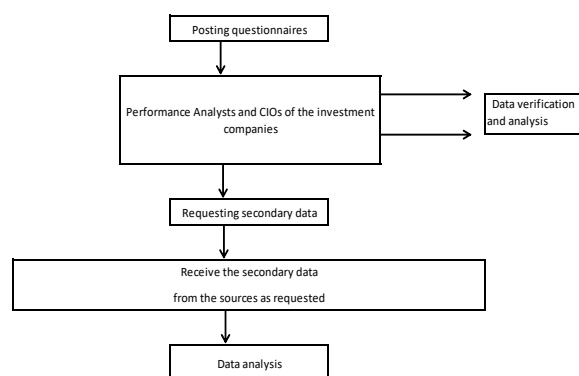 Posting questionnaires
Performance Analysts and CIOs of the investment
companies
Data verification
and analysis
Requesting secondary data
Receive the secondary data
from the sources as requested
Data analysis